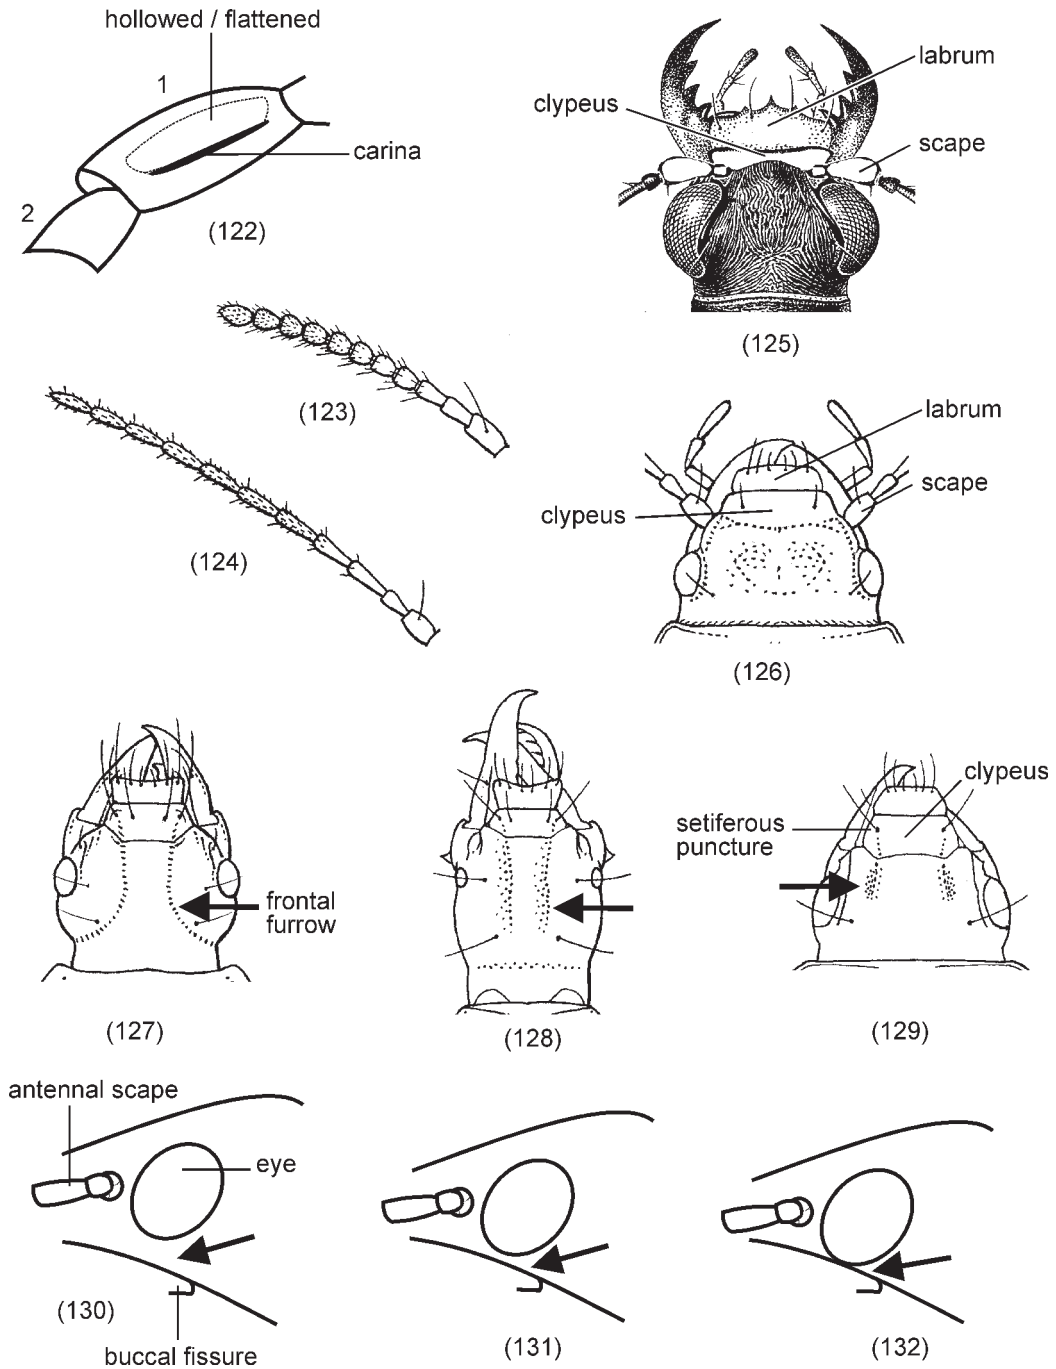 hollowed / flattened
1
carina
2
(122)
labrum
clypeus
scape
(125)
(123)
(124)
labrum
scape
clypeus
(126)
frontal
furrow
(127)
(128)
clypeus
setiferous
puncture
(129)
antennal scape
eye
(130)
buccal fissure
(131)
(132)